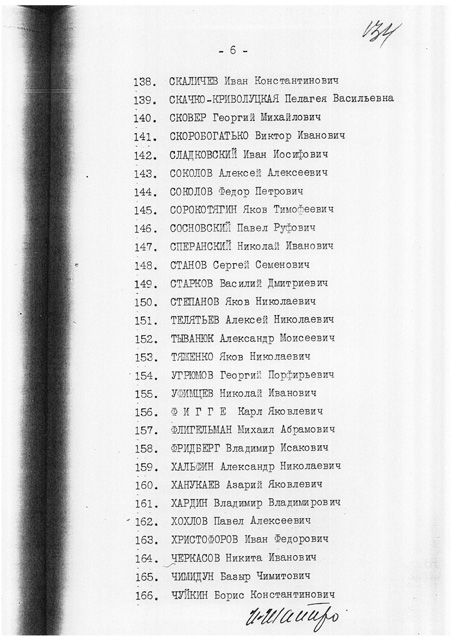 134
- 6 -
138. СКАЛИЧЕВ Иван Константинович
139. СКАЧКО-КРИВОЛУЦКАЯ Пелагея Васильевна
140. СКОВЕР Георгий Михайлович
141. СКОРОБОГАТЬКО Виктор Иванович
142. СЛАДКОВСКИЙ Иван Иосифович
143. СОКОЛОВ Алексей Алексеевич
144. СОКОЛОВ Федор Петрович
145. СОРОКОТЯГИН Яков Тимофеевич
146. СОСНОВСКИЙ Павел Руфович
147. СПЕРАНСКИЙ Николай Иванович
148. СТАНОВ Сергей Семенович
149. СТАРКОВ Василий Дмитриевич
150. СТЕПАНОВ Яков Николаевич
151. ТЕЛЯТЬЕВ Алексей Николаевич
152. ТЫВАНЮК Александр Моисеевич
153. ТЯЖЕНКО Яков Николаевич
154. УГРЮМОВ Георгий Порфирьевич
155. УФИМЦЕВ Николай Иванович
156. Ф И Г Г Е Карл Яковлевич
157. ФЛИГЕЛЬМАН Михаил Абрамович
158. ФРИДБЕРГ Владимир Исакович
159. ХАЛЬФИН Александр Николаевич
160. ХАНУКАЕВ Азарий Яковлевич
161. ХАРДИН Владимир Владимирович
162. ХОХЛОВ Павел Алексеевич
163. ХРИСТОФОРОВ Иван Федорович
164. ЧЕРКАСОВ Никита Иванович
165. ЧИМИДУН Базыр Чимитович
166. ЧУЙКИН Борис Константинович
И. Шапиро